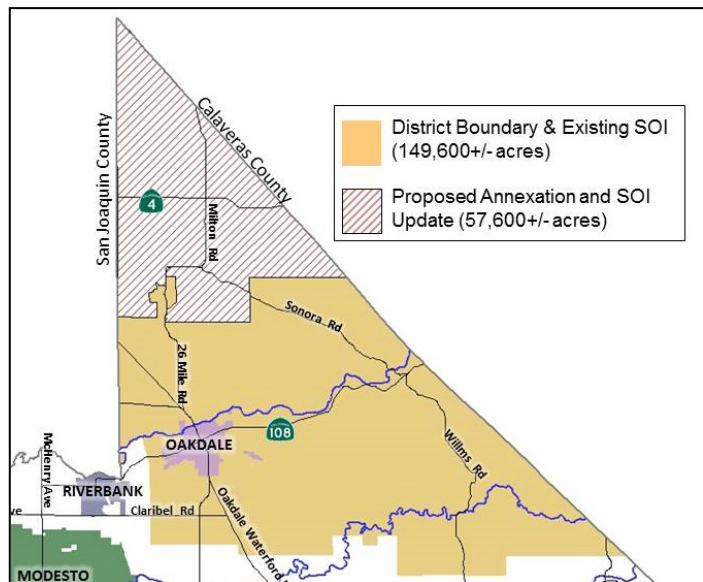 San Joaquin County
Calaveras County
District Boundary & Existing SOI
(149,600+/- acres)
Proposed Annexation and SOI
Update (57,600+/- acres)
4
Milton Rd
Sonora Rd
26 Mile Rd
108
OAKDALE
Willms Rd
McHenry Ave
RIVERBANK
Claribel Rd
Oakdale Waterford
MODESTO